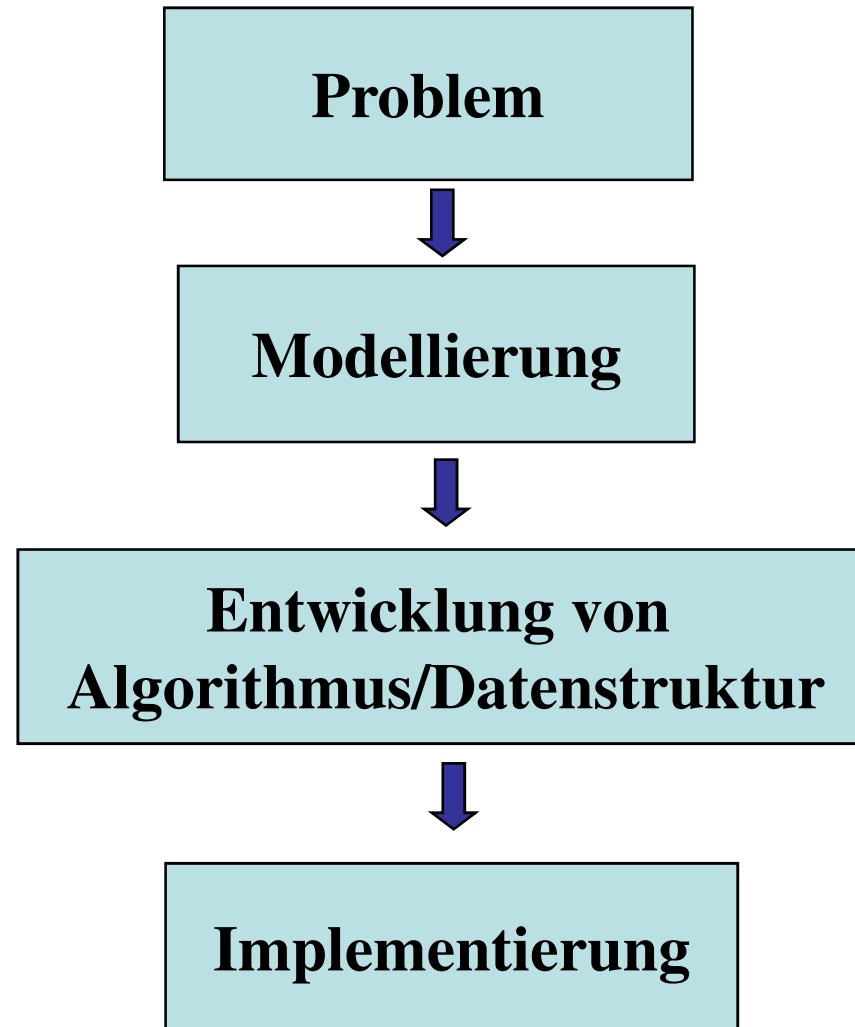 Problem
Modellierung
Entwicklung von
Algorithmus/Datenstruktur
Implementierung